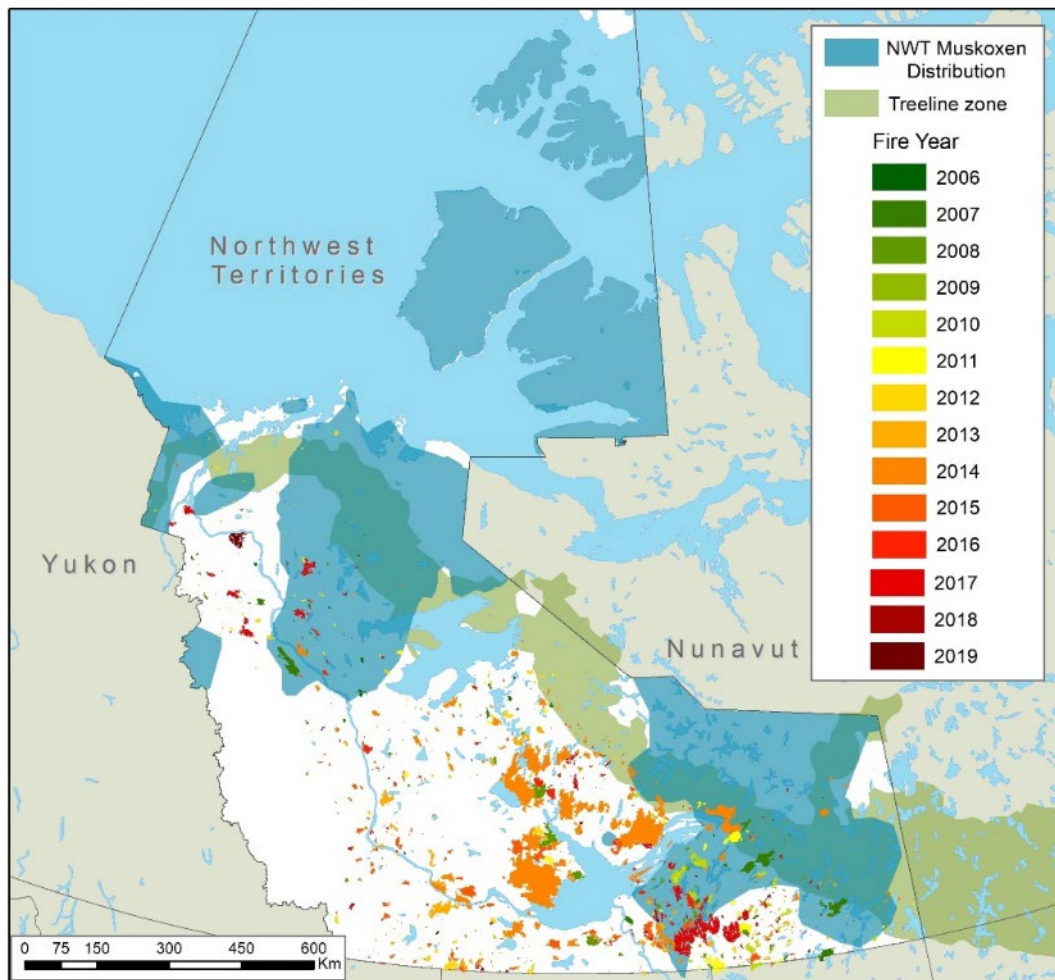 NWT Muskoxen
Distribution
Treeline zone
Fire Year
2006
2007
2008
2009
2010
2011
2012
2013
2014
2015
2016
2017
2018
2019
Northwest
Territories
Yukon
Nunavut
0 75 150 300 450 600
Km